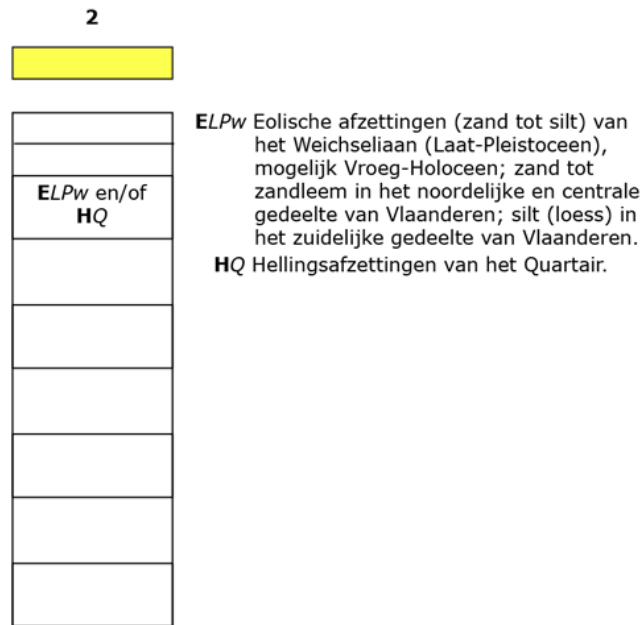 2
ELPw en/of
HQ
ELPw Eolische afzettingen (zand tot silt) van
het Weichseliaan (Laat-Pleistoceen),
mogelijk Vroeg-Holoceen; zand tot
zandleem in het noordelijke en centrale
gedeelte van Vlaanderen; silt (loess) in
het zuidelijke gedeelte van Vlaanderen.
HQ Hellingsafzettingen van het Quartair.